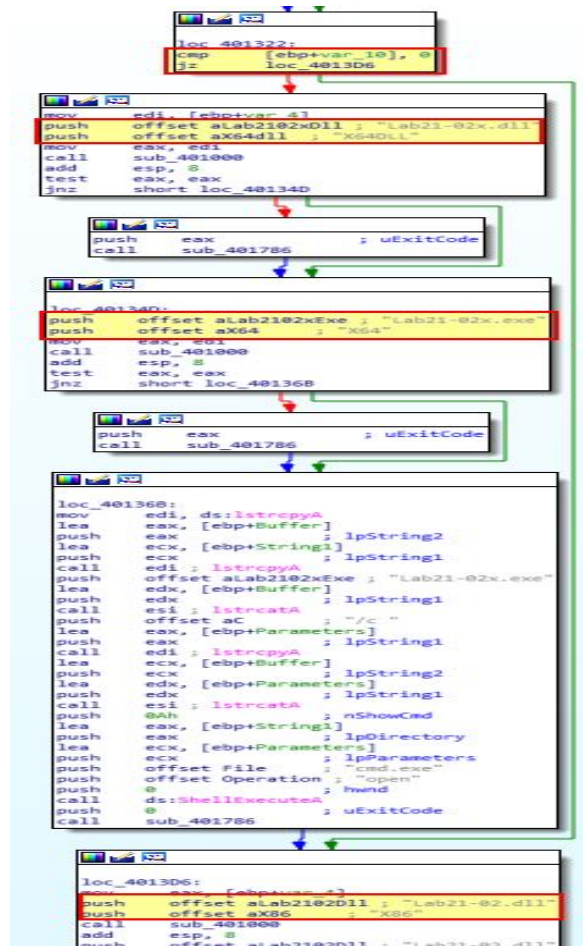 loc_401322:
cmp [ebp+var_10], 0
jz loc_4013D6
mov edi, [ebp+var_4]
push offset aLab2102xDll ; "Lab21-02x.dll"
push offset aX64dll ; "X64DLL"
mov eax, edi
call sub_401000
add esp, 8
test eax, eax
jnz short loc_40134D
push eax ; uExitCode
call sub_401786
loc_40134D:
push offset aLab2102xExe ; "Lab21-02x.exe"
push offset aX64 ; "X64"
mov eax, edi
call sub_401000
add esp, 8
test eax, eax
jnz short loc_401368
push eax ; uExitCode
call sub_401786
loc_401368:
mov edi, ds:lstrcpyA
lea eax, [ebp+Buffer]
push eax ; lpString2
lea ecx, [ebp+String1]
push ecx ; lpString1
call edi ; lstrcpyA
push offset aLab2102xExe ; "Lab21-02x.exe"
lea edx, [ebp+Buffer]
push edx ; lpString1
call esi ; lstrcatA
push offset aC ; "/c "
lea eax, [ebp+Parameters]
push eax ; lpString1
call edi ; lstrcpyA
lea ecx, [ebp+Buffer]
push ecx ; lpString2
lea edx, [ebp+Parameters]
push edx ; lpString1
call esi ; lstrcatA
push 0Ah ; nShowCmd
lea eax, [ebp+String1]
push eax ; lpDirectory
lea ecx, [ebp+Parameters]
push ecx ; lpParameters
push offset File ; "cmd.exe"
push offset Operation ; "open"
push 0 ; hwnd
call ds:ShellExecuteA
push 0 ; uExitCode
call sub_401786
loc_4013D6:
mov eax, [ebp+var_4]
push offset aLab2102Dll ; "Lab21-02.dll"
push offset aX86 ; "X86"
call sub_401000
add esp, 8
push offset aLab2102Dll ; "Lab21-02.dll"